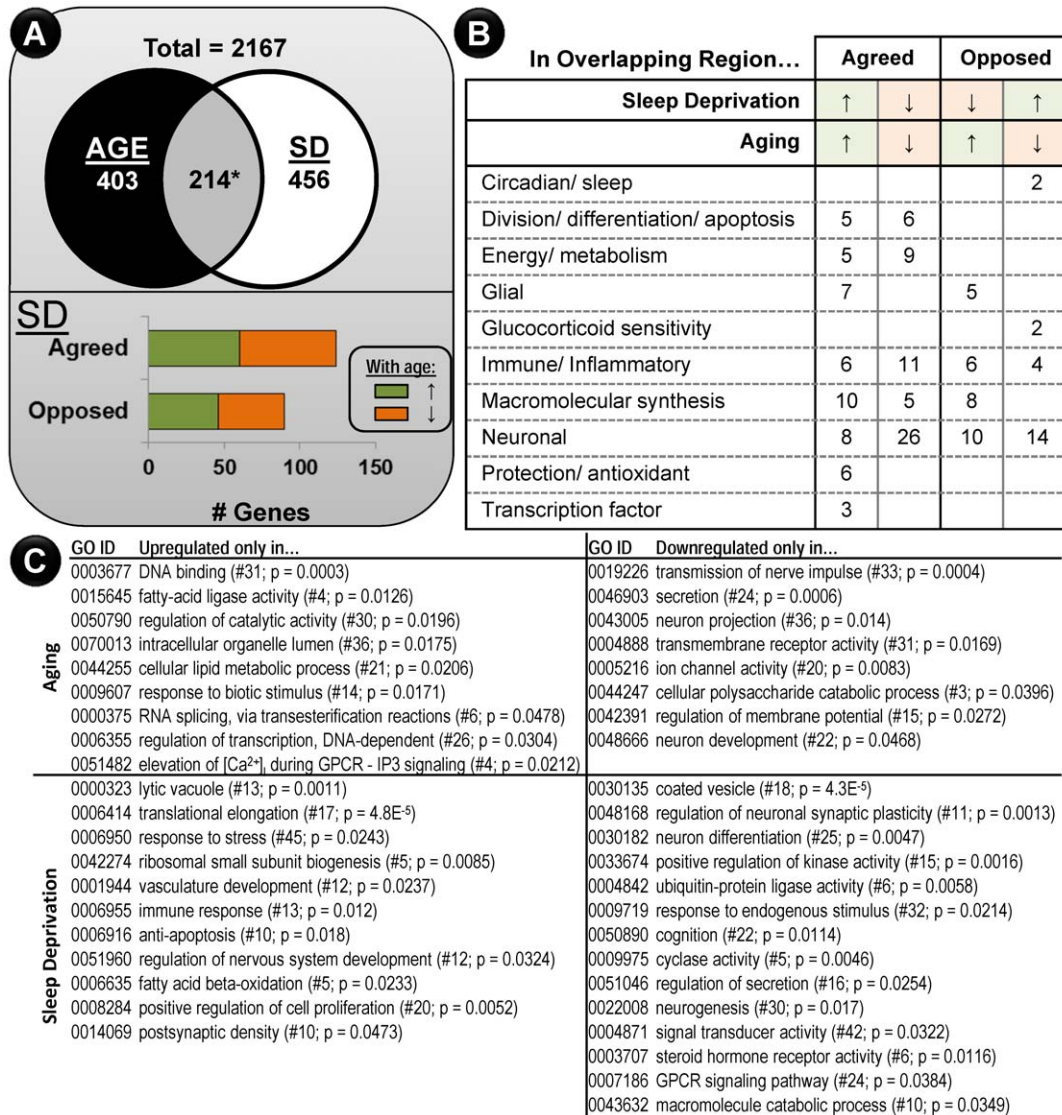 A
Total = 2167
AGE
403
214*
SD
456
SD
Agreed
Opposed
With age:
↑
↓
0 50 100 150
# Genes
B
In Overlapping Region... Agreed Opposed
Sleep Deprivation ↑ ↓ ↓ ↑
Aging ↑ ↓ ↑ ↓
Circadian/ sleep 2
Division/ differentiation/ apoptosis 5 6
Energy/ metabolism 5 9
Glial 7 5
Glucocorticoid sensitivity 2
Immune/ Inflammatory 6 11 6 4
Macromolecular synthesis 10 5 8
Neuronal 8 26 10 14
Protection/ antioxidant 6
Transcription factor 3
C
GO ID Upregulated only in...
Aging
0003677 DNA binding (#31; p = 0.0003)
0015645 fatty-acid ligase activity (#4; p = 0.0126)
0050790 regulation of catalytic activity (#30; p = 0.0196)
0070013 intracellular organelle lumen (#36; p = 0.0175)
0044255 cellular lipid metabolic process (#21; p = 0.0206)
0009607 response to biotic stimulus (#14; p = 0.0171)
0000375 RNA splicing, via transesterification reactions (#6; p = 0.0478)
0006355 regulation of transcription, DNA-dependent (#26; p = 0.0304)
0051482 elevation of [Ca²⁺]ᵢ during GPCR - IP3 signaling (#4; p = 0.0212)
GO ID Downregulated only in...
0019226 transmission of nerve impulse (#33; p = 0.0004)
0046903 secretion (#24; p = 0.0006)
0043005 neuron projection (#36; p = 0.014)
0004888 transmembrane receptor activity (#31; p = 0.0169)
0005216 ion channel activity (#20; p = 0.0083)
0044247 cellular polysaccharide catabolic process (#3; p = 0.0396)
0042391 regulation of membrane potential (#15; p = 0.0272)
0048666 neuron development (#22; p = 0.0468)
Sleep Deprivation
0000323 lytic vacuole (#13; p = 0.0011)
0006414 translational elongation (#17; p = 4.8E⁻⁵)
0006950 response to stress (#45; p = 0.0243)
0042274 ribosomal small subunit biogenesis (#5; p = 0.0085)
0001944 vasculature development (#12; p = 0.0237)
0006955 immune response (#13; p = 0.012)
0006916 anti-apoptosis (#10; p = 0.018)
0051960 regulation of nervous system development (#12; p = 0.0324)
0006635 fatty acid beta-oxidation (#5; p = 0.0233)
0008284 positive regulation of cell proliferation (#20; p = 0.0052)
0014069 postsynaptic density (#10; p = 0.0473)
0030135 coated vesicle (#18; p = 4.3E⁻⁵)
0048168 regulation of neuronal synaptic plasticity (#11; p = 0.0013)
0030182 neuron differentiation (#25; p = 0.0047)
0033674 positive regulation of kinase activity (#15; p = 0.0016)
0004842 ubiquitin-protein ligase activity (#6; p = 0.0058)
0009719 response to endogenous stimulus (#32; p = 0.0214)
0050890 cognition (#22; p = 0.0114)
0009975 cyclase activity (#5; p = 0.0046)
0051046 regulation of secretion (#16; p = 0.0254)
0022008 neurogenesis (#30; p = 0.017)
0004871 signal transducer activity (#42; p = 0.0322)
0003707 steroid hormone receptor activity (#6; p = 0.0116)
0007186 GPCR signaling pathway (#24; p = 0.0384)
0043632 macromolecule catabolic process (#10; p = 0.0349)